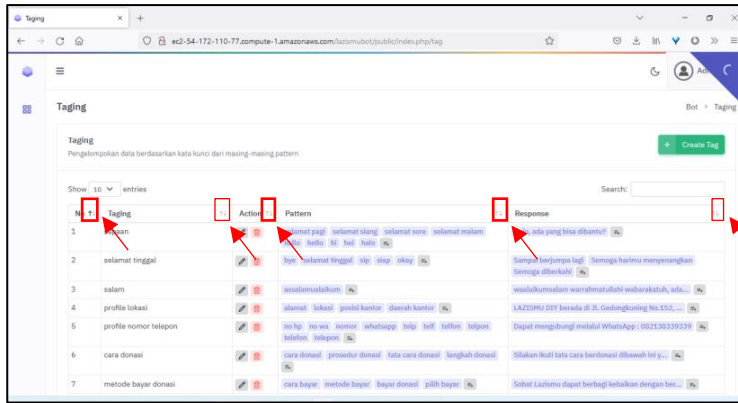 Taging
ec2-54-172-110-77.compute-1.amazonaws.com/lazismubot/public/index.php/tag
Taging
Bot > Taging
Taging
Pengelompokan data berdasarkan kata kunci dari masing-masing pattern
+ Create Tag
Show 10 entries
Search:
No Taging Action Pattern Response
1 selamat siang selamat sore selamat malam ada yang bisa dibantu?
hello hi hei halo
2 selamat tinggal bye selamat tinggal sip siap okay Sampai berjumpa lagi Semoga harimu menyenangkan
Semoga diberkahi
3 salam assalamualaikum waalaikumsalam warrahmatullahi wabarakatuh, ada...
4 profile lokasi alamat lokasi posisi kantor daerah kantor LAZISMU DIY berada di Jl. Gedongkuning No.152, ...
5 profile nomor telepon no hp no wa nomor whatsapp telp telf telfon telpon Dapat mengubungi melalui WhatsApp : 082138339339
telefon telepon
6 cara donasi cara donasi prosedur donasi tata cara donasi langkah donasi Silakan ikuti tata cara berdonasi dibawah ini y...
7 metode bayar donasi cara bayar metode bayar bayar donasi pilih bayar Sobat Lazismu dapat berbagi kebaikan dengan ber...